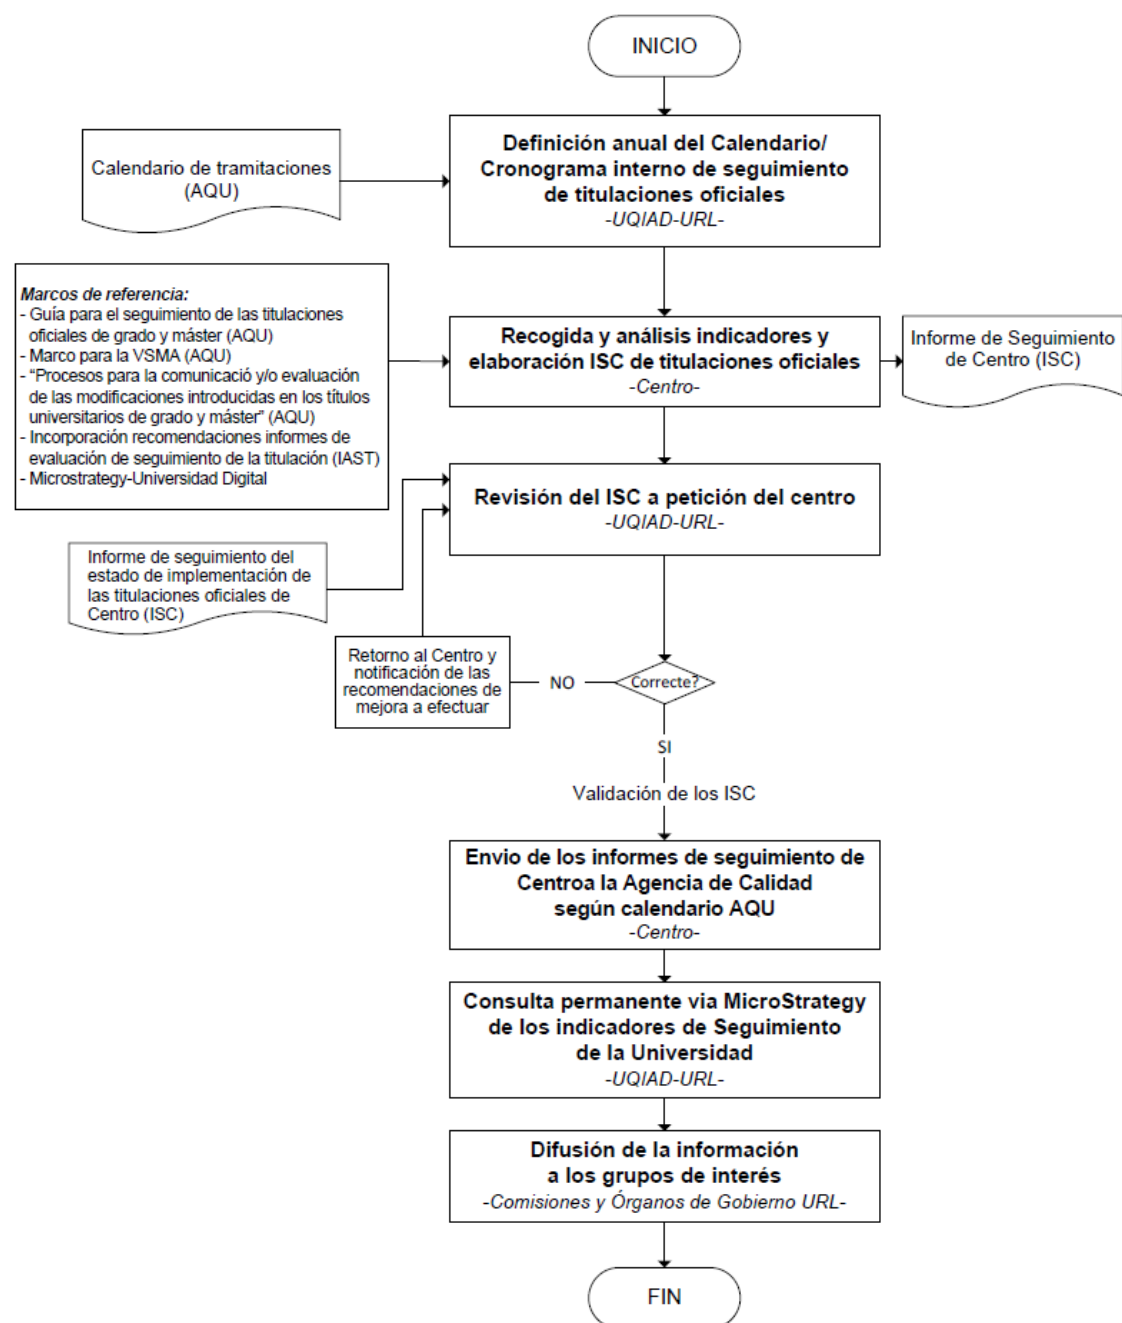 INICIO
Calendario de tramitaciones
(AQU)
Definición anual del Calendario/
Cronograma interno de seguimiento
de titulaciones oficiales
-UQIAD-URL-
Marcos de referencia:
- Guía para el seguimiento de las titulaciones
oficiales de grado y máster (AQU)
- Marco para la VSMA (AQU)
- “Procesos para la comunicació y/o evaluación
de las modificaciones introducidas en los títulos
universitarios de grado y máster” (AQU)
- Incorporación recomendaciones informes de
evaluación de seguimiento de la titulación (IAST)
- Microstrategy-Universidad Digital
Recogida y análisis indicadores y
elaboración ISC de titulaciones oficiales
-Centro-
Informe de Seguimiento
de Centro (ISC)
Revisión del ISC a petición del centro
-UQIAD-URL-
Informe de seguimiento del
estado de implementación de
las titulaciones oficiales de
Centro (ISC)
Retorno al Centro y
notificación de las
recomendaciones de
mejora a efectuar
NO
Correcte?
SI
Validación de los ISC
Envio de los informes de seguimiento de
Centroa la Agencia de Calidad
según calendario AQU
-Centro-
Consulta permanente via MicroStrategy
de los indicadores de Seguimiento
de la Universidad
-UQIAD-URL-
Difusión de la información
a los grupos de interés
-Comisiones y Órganos de Gobierno URL-
FIN